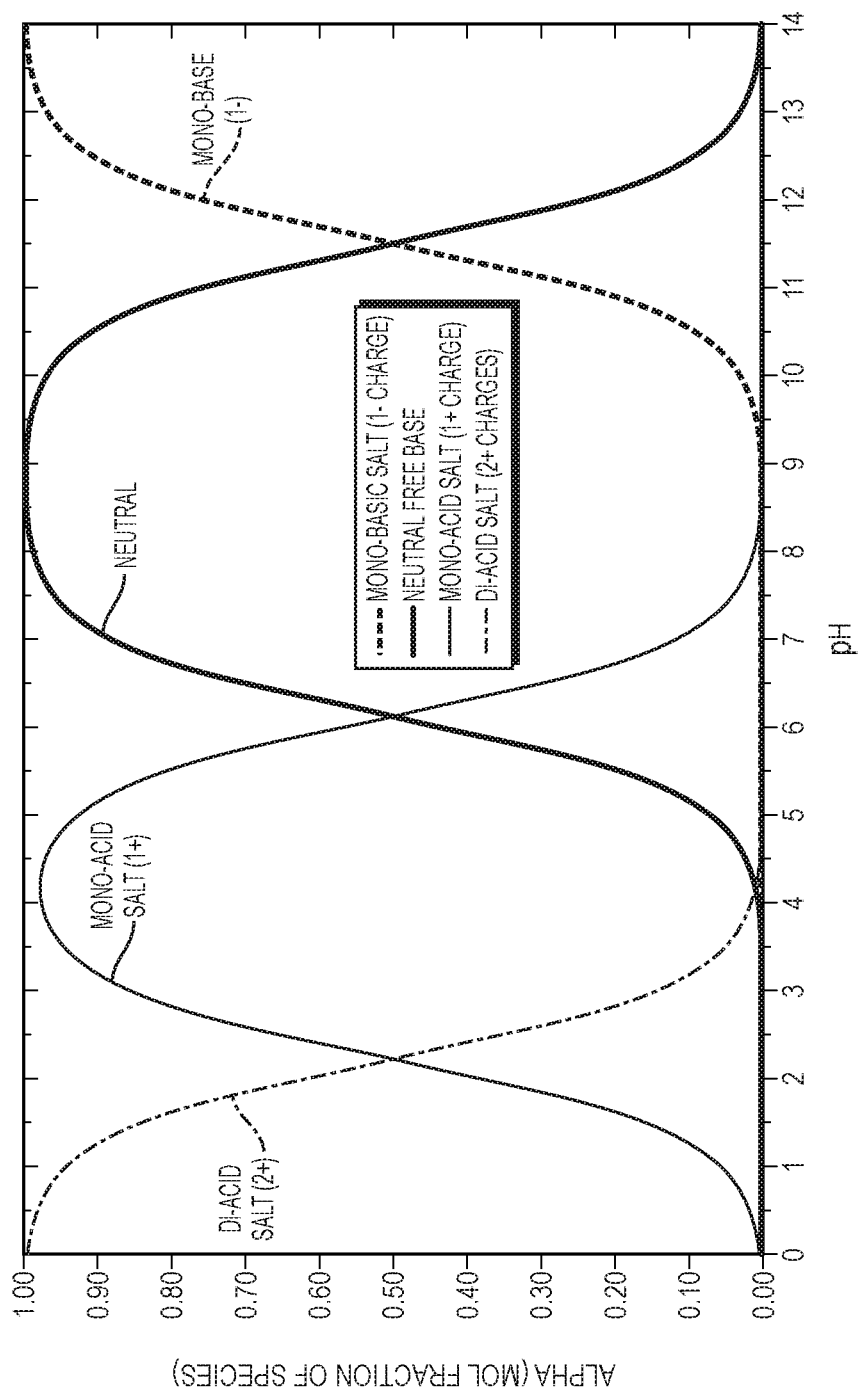 ALPHA (MOL FRACTION OF SPECIES)
1.00
0.90
0.80
0.70
0.60
0.50
0.40
0.30
0.20
0.10
0.00
DI-ACID
SALT (2+)
MONO-ACID
SALT (1+)
NEUTRAL
MONO-BASE
(1-)
MONO-BASIC SALT (1- CHARGE)
NEUTRAL FREE BASE
MONO-ACID SALT (1+ CHARGE)
DI-ACID SALT (2+ CHARGES)
0 1 2 3 4 5 6 7 8 9 10 11 12 13 14
pH